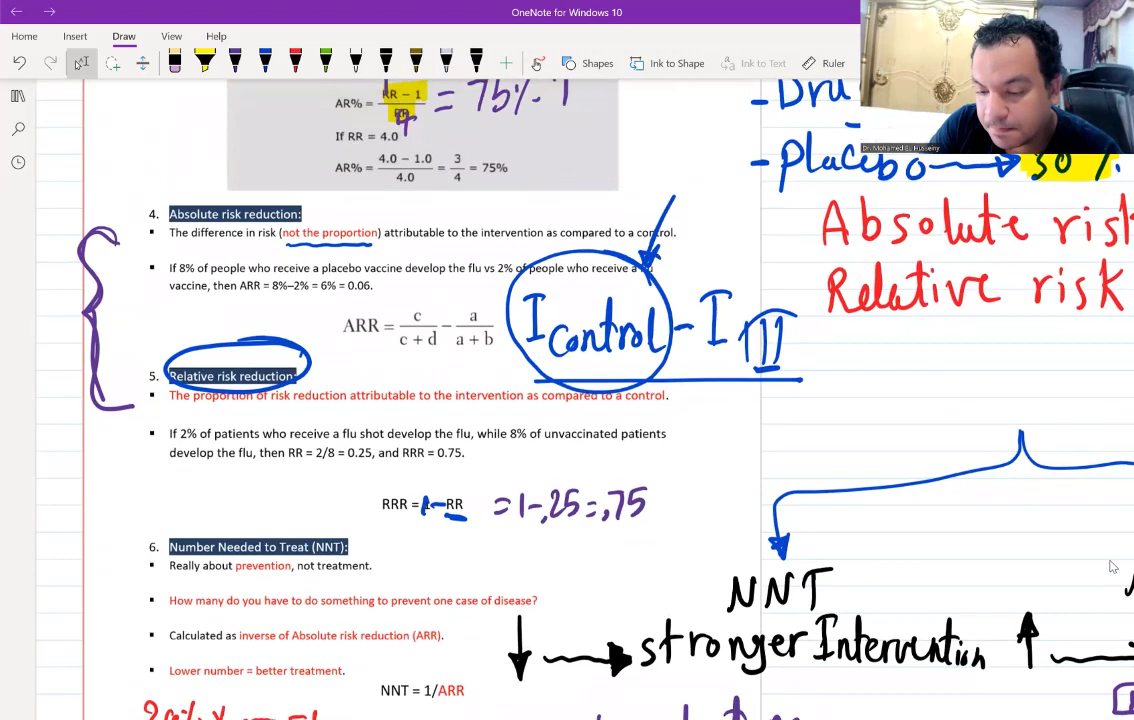 OneNote for Windows 10
Home Insert Draw View Help
Shapes Ink to Shape Ink to Text Ruler
Dr. Mohamed EL Husseiny
AR% = RR – 1 / RR = 75%
If RR = 4.0
AR% = 4.0 – 1.0 / 4.0 = 3 / 4 = 75%
- Dru
- Placebo → 30 %
Absolute risk
Relative risk
4. Absolute risk reduction:
▪ The difference in risk (not the proportion) attributable to the intervention as compared to a control.
▪ If 8% of people who receive a placebo vaccine develop the flu vs 2% of people who receive a flu
vaccine, then ARR = 8%–2% = 6% = 0.06.
ARR = c / c + d − a / a + b
I control - I
5. Relative risk reduction:
▪ The proportion of risk reduction attributable to the intervention as compared to a control.
▪ If 2% of patients who receive a flu shot develop the flu, while 8% of unvaccinated patients
develop the flu, then RR = 2/8 = 0.25, and RRR = 0.75.
RRR = 1 – RR = 1-.25=.75
6. Number Needed to Treat (NNT):
▪ Really about prevention, not treatment.
▪ How many do you have to do something to prevent one case of disease?
▪ Calculated as inverse of Absolute risk reduction (ARR).
▪ Lower number = better treatment.
NNT = 1/ARR
NNT
↓ → stronger Intervention ↑